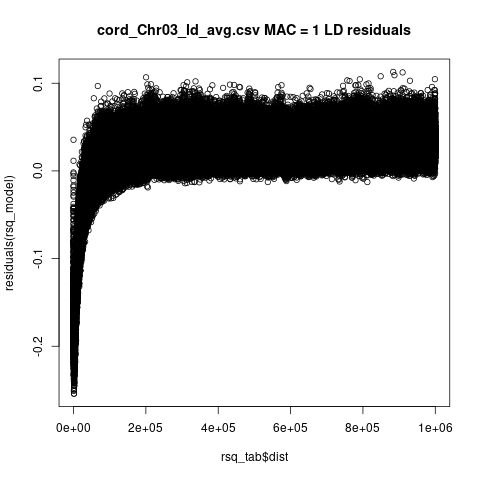 cord_Chr03_ld_avg.csv MAC = 1 LD residuals
residuals(rsq_model)
0.1
0.0
-0.1
-0.2
0e+00 2e+05 4e+05 6e+05 8e+05 1e+06
rsq_tab$dist